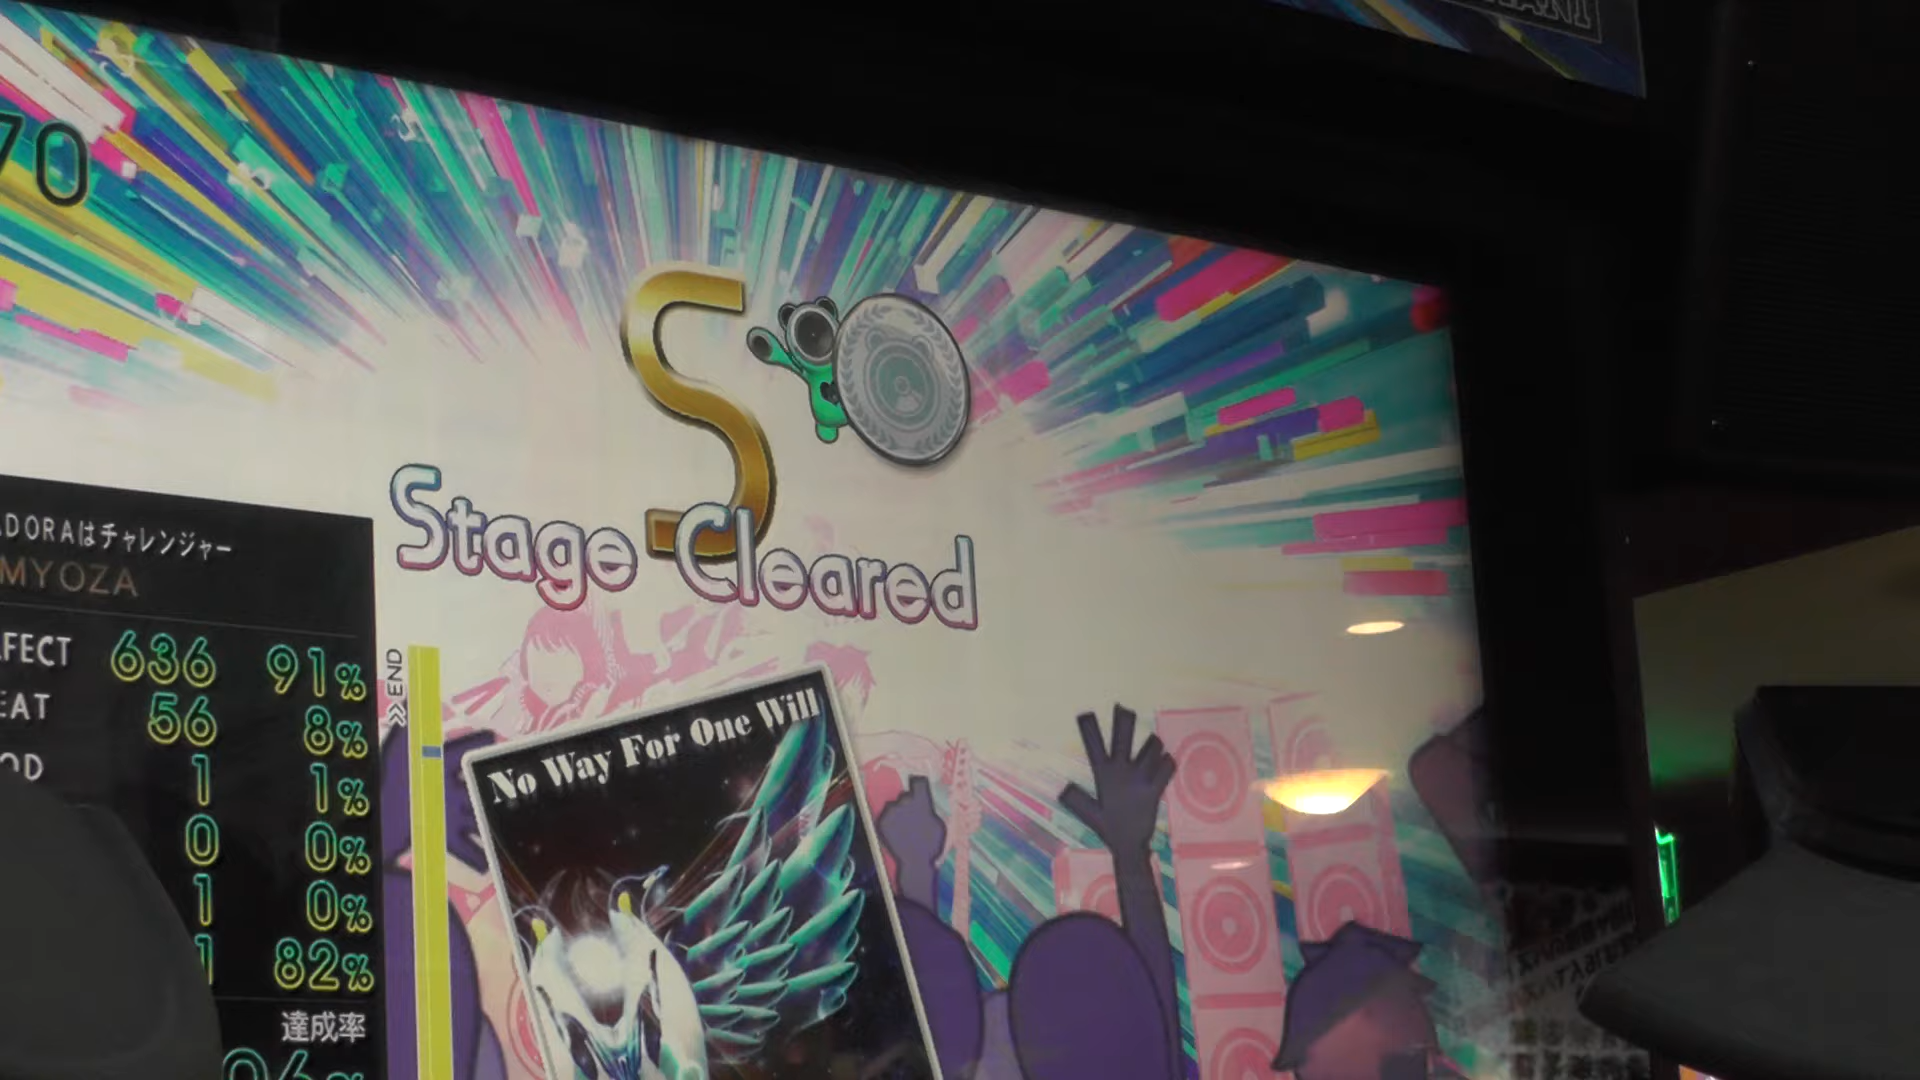 70
S
Stage Cleared
ADORAはチャレンジャー
MYOZA
FECT 636 91%
EAT 56 8%
OD 1 1%
0 0%
1 0%
1 82%
達成率
»END
No Way For One Will